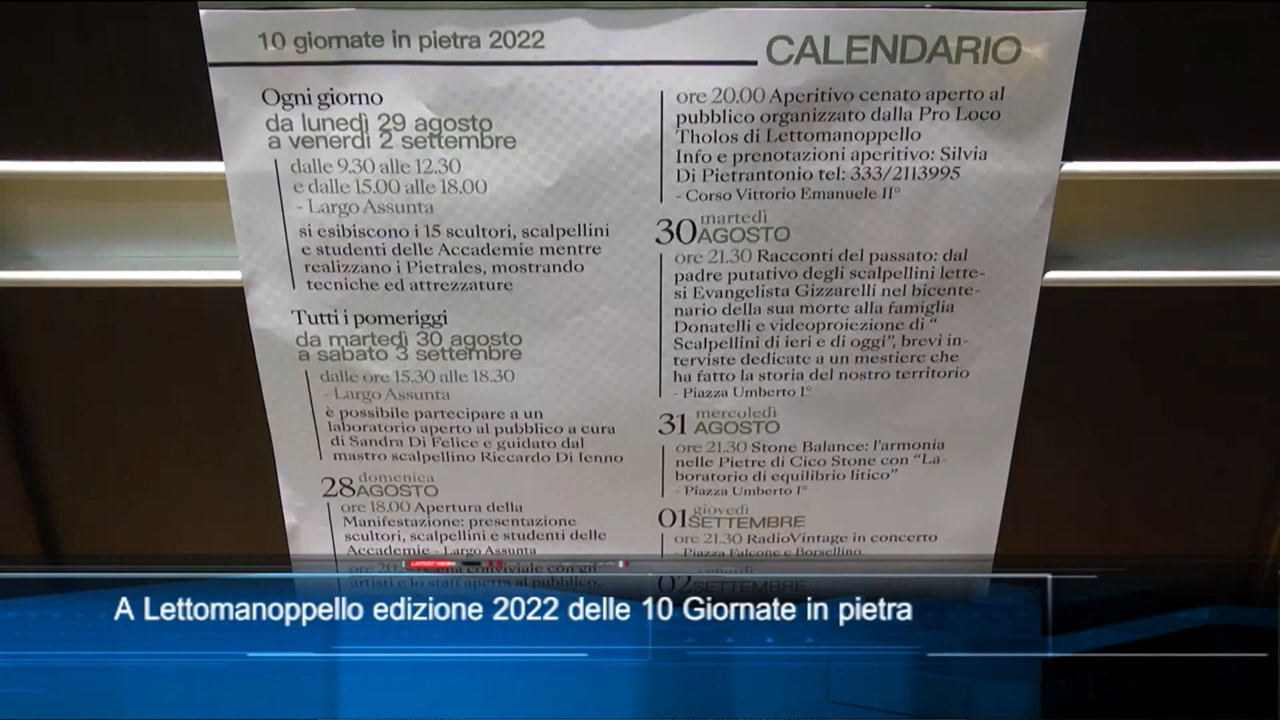 10 giornate in pietra 2022
CALENDARIO
Ogni giorno
da lunedì 29 agosto
a venerdì 2 settembre
dalle 9.30 alle 12.30
e dalle 15.00 alle 18.00
- Largo Assunta
si esibiscono i 15 scultori, scalpellini
e studenti delle Accademie mentre
realizzano i Pietrales, mostrando
tecniche ed attrezzature
Tutti i pomeriggi
da martedì 30 agosto
a sabato 3 settembre
dalle ore 15.30 alle 18.30
- Largo Assunta
è possibile partecipare a un
laboratorio aperto al pubblico a cura
di Sandra Di Felice e guidato dal
mastro scalpellino Riccardo Di Ienno
domenica
28 AGOSTO
ore 18.00 Apertura della
Manifestazione: presentazione
scultori, scalpellini e studenti delle
Accademie - Largo Assunta
conviviale con gli
artisti e lo staff aperta al pubblico,
ore 20.00 Aperitivo cenato aperto al
pubblico organizzato dalla Pro Loco
Tholos di Lettomanoppello
Info e prenotazioni aperitivo: Silvia
Di Pietrantonio tel: 333/2113995
- Corso Vittorio Emanuele II°
martedì
30 AGOSTO
ore 21.30 Racconti del passato: dal
padre putativo degli scalpellini lette-
si Evangelista Gizzarelli nel bicente-
nario della sua morte alla famiglia
Donatelli e videoproiezione di "
Scalpellini di ieri e di oggi", brevi in-
terviste dedicate a un mestiere che
ha fatto la storia del nostro territorio
- Piazza Umberto I°
mercoledì
31 AGOSTO
ore 21.30 Stone Balance: l'armonia
nelle Pietre di Cico Stone con "La-
boratorio di equilibrio litico"
- Piazza Umberto I°
giovedì
01 SETTEMBRE
ore 21.30 RadioVintage in concerto
- Piazza Falcone e Borsellino
venerdì
02 SETTEMBRE
LATEST NEWS
A Lettomanoppello edizione 2022 delle 10 Giornate in pietra